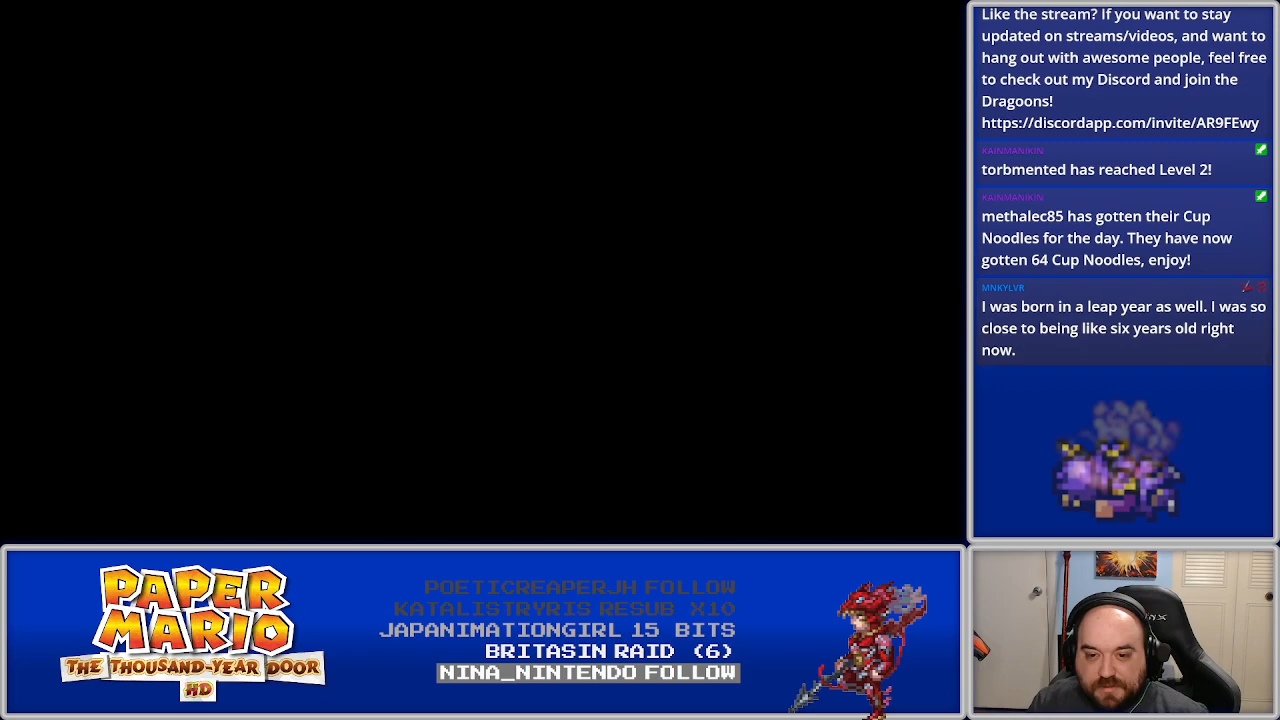 Like the stream? If you want to stay
updated on streams/videos, and want to
hang out with awesome people, feel free
to check out my Discord and join the
Dragoons!
https://discordapp.com/invite/AR9FEwy
KAINMANIKIN
torbmented has reached Level 2!
KAINMANIKIN
methalec85 has gotten their Cup
Noodles for the day. They have now
gotten 64 Cup Noodles, enjoy!
MNKYLVR
I was born in a leap year as well. I was so
close to being like six years old right
now.
PAPER
MARIO
THE THOUSAND-YEAR DOOR
HD
POETICREAPERJH FOLLOW
KATALISTRYRIS RESUB X10
JAPANIMATIONGIRL 15 BITS
BRITASIN RAID (6)
NINA_NINTENDO FOLLOW